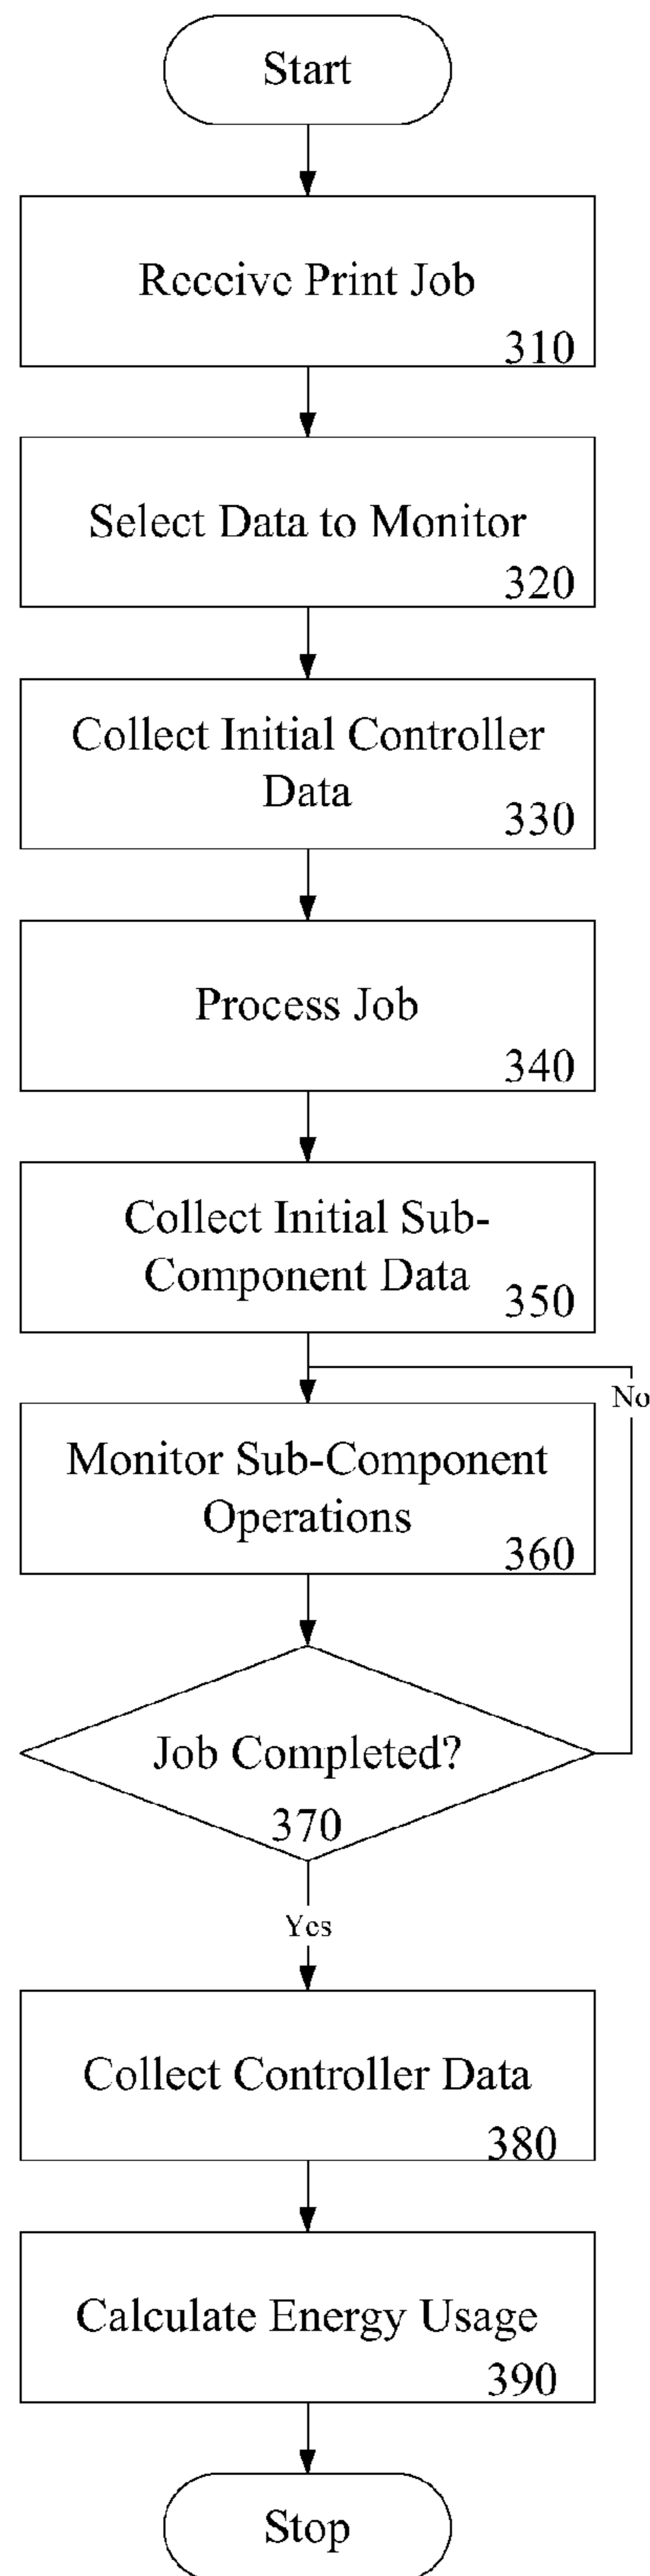 Start
Receive Print Job
310
Select Data to Monitor
320
Collect Initial Controller
Data
330
Process Job
340
Collect Initial Sub-
Component Data
350
No
Monitor Sub-Component
Operations
360
Job Completed?
370
Yes
Collect Controller Data
380
Calculate Energy Usage
390
Stop